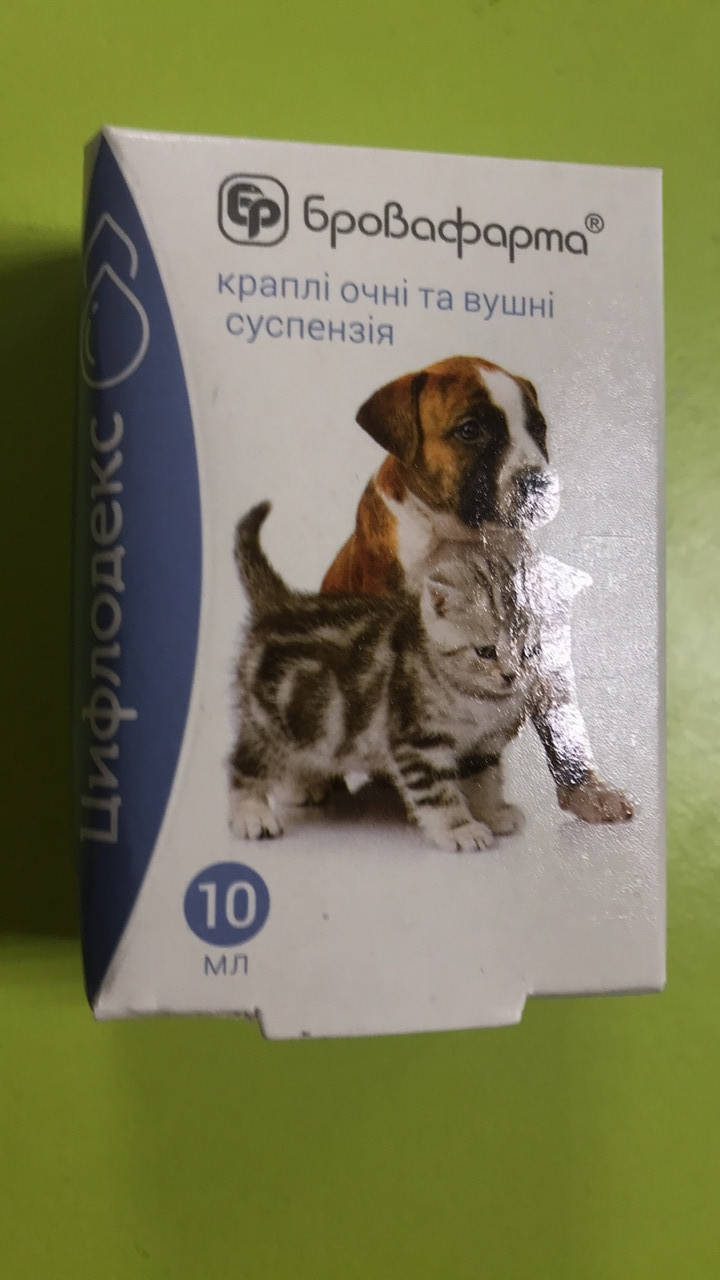 бровафарма®
краплі очні та вушні
суспензія
Цифлодекс
10
мл